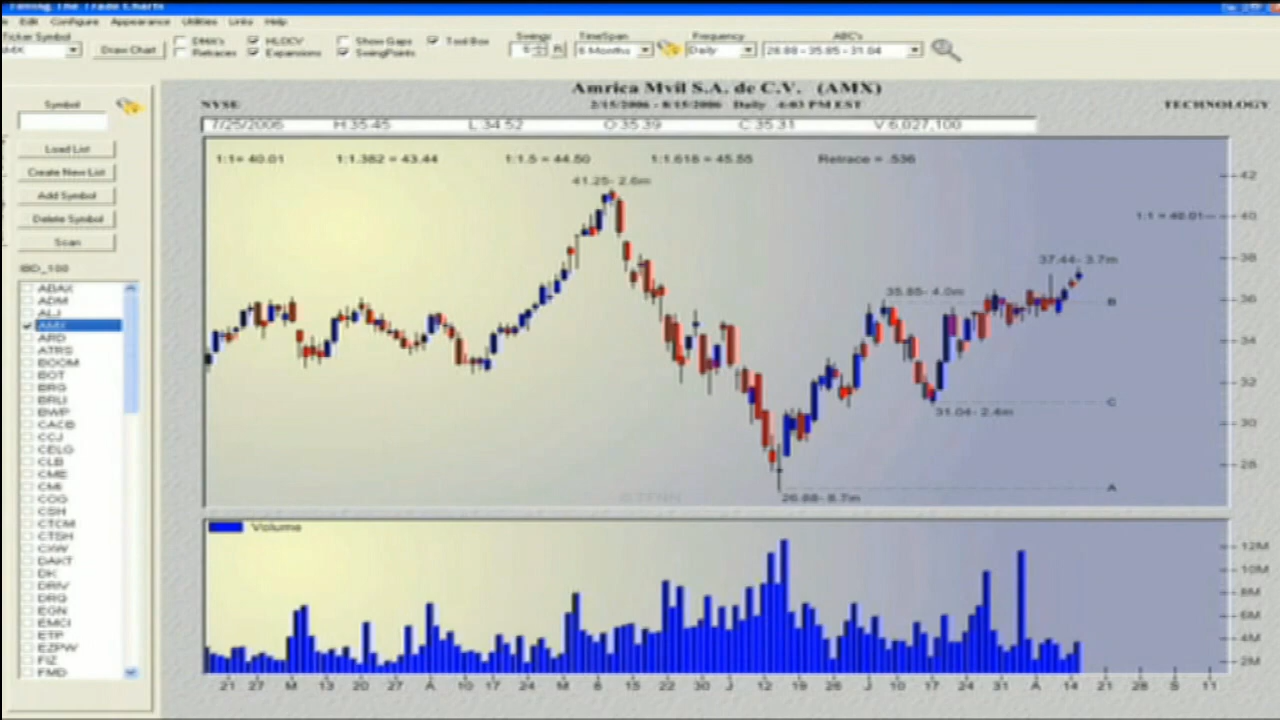 Timing The Trade Charts
Edit Configure Appearance Utilities Links Help
Ticker Symbol
AMX
Draw Chart
DMA's
Retraces
HLOCV
Expansions
Show Gaps
SwingPoints
Tool Box
Swings
TimeSpan
6 Months
Frequency
Daily
ABC's
26.88 - 35.85 - 31.04
Amrica Mvil S.A. de C.V. (AMX)
NYSE
2/15/2006 - 8/15/2006 Daily 4:03 PM EST
TECHNOLOGY
7/25/2006 H:35.45 L:34.52 O:35.39 C:35.31 V:6,027,100
1:1= 40.01 1:1.382 = 43.44 1:1.5 = 44.50 1:1.618 = 45.55 Retrace = .536
41.25- 2.6m
42
1:1 = 40.01
40
37.44- 3.7m
38
35.85- 4.0m
36
B
34
32
C
31.04- 2.4m
30
28
A
26.88- 8.7m
Symbol
Load List
Create New List
Add Symbol
Delete Symbol
Scan
IBD_100
ABAX
ADM
ALJ
AMX
ARD
ATRS
BOOM
BOT
BRG
BRLI
BWP
CACB
CCJ
CELG
CLB
CME
CMI
COG
CSH
CTCM
CTSH
CXW
DAKT
DK
DRIV
DRQ
EGN
EMCI
ETP
EZPW
FIZ
FMD
Volume
12M
10M
8M
6M
4M
2M
21 27 M 13 20 27 A 10 17 24 M 8 15 22 30 J 12 19 26 J 10 17 24 31 A 14 21 28 S 11